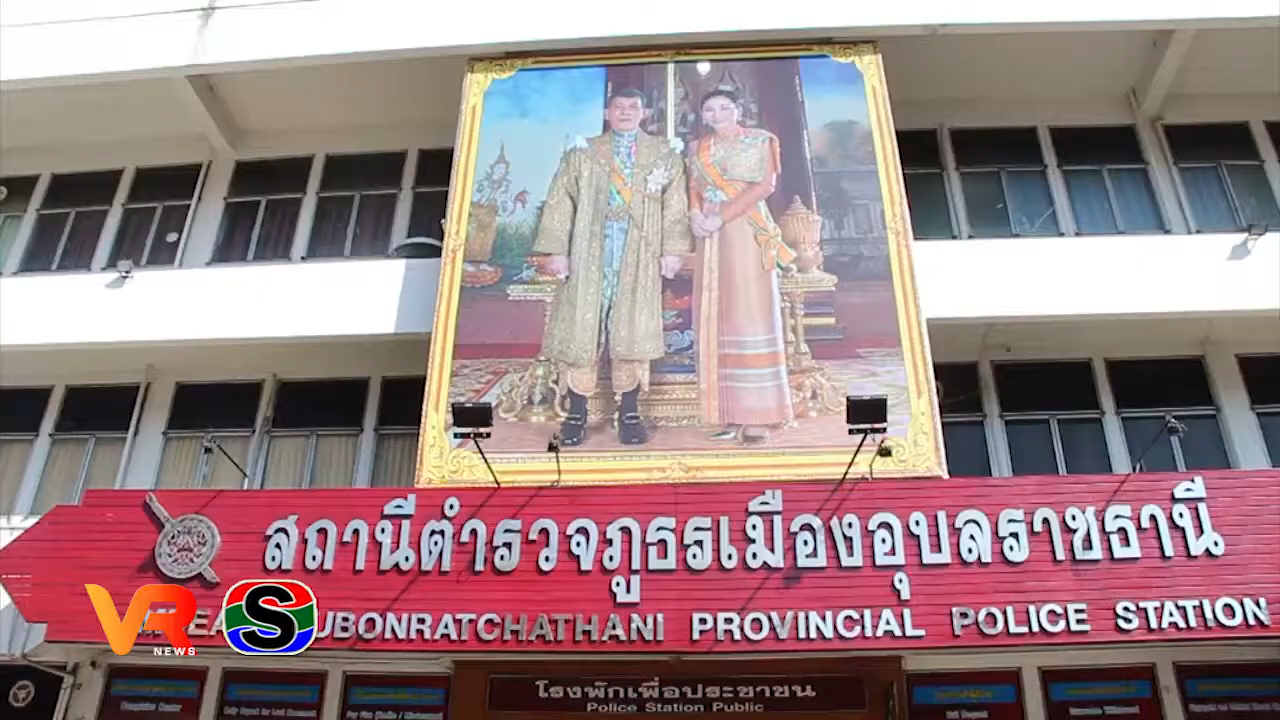 สถานีตำรวจภูธรเมืองอุบลราชธานี
UBONRATCHATHANI PROVINCIAL POLICE STATION
VR NEWS S
โรงพักเพื่อประชาชน
Police Station Public